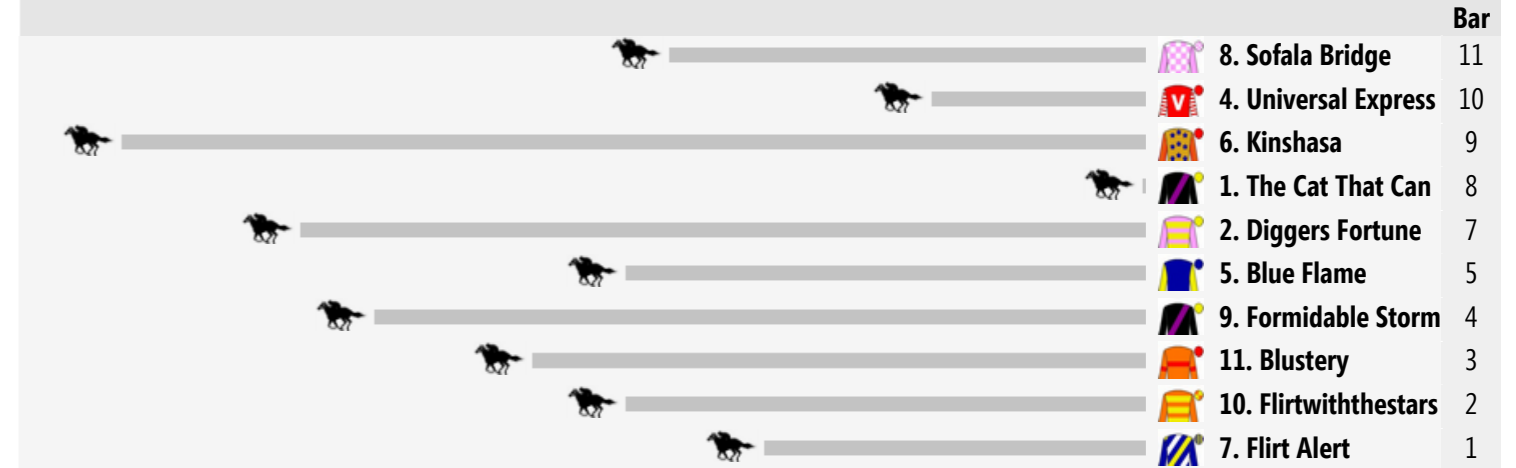 Bar
8. Sofala Bridge 11
4. Universal Express 10
6. Kinshasa 9
1. The Cat That Can 8
2. Diggers Fortune 7
5. Blue Flame 5
9. Formidable Storm 4
11. Blustery 3
10. Flirtwiththestars 2
7. Flirt Alert 1
V